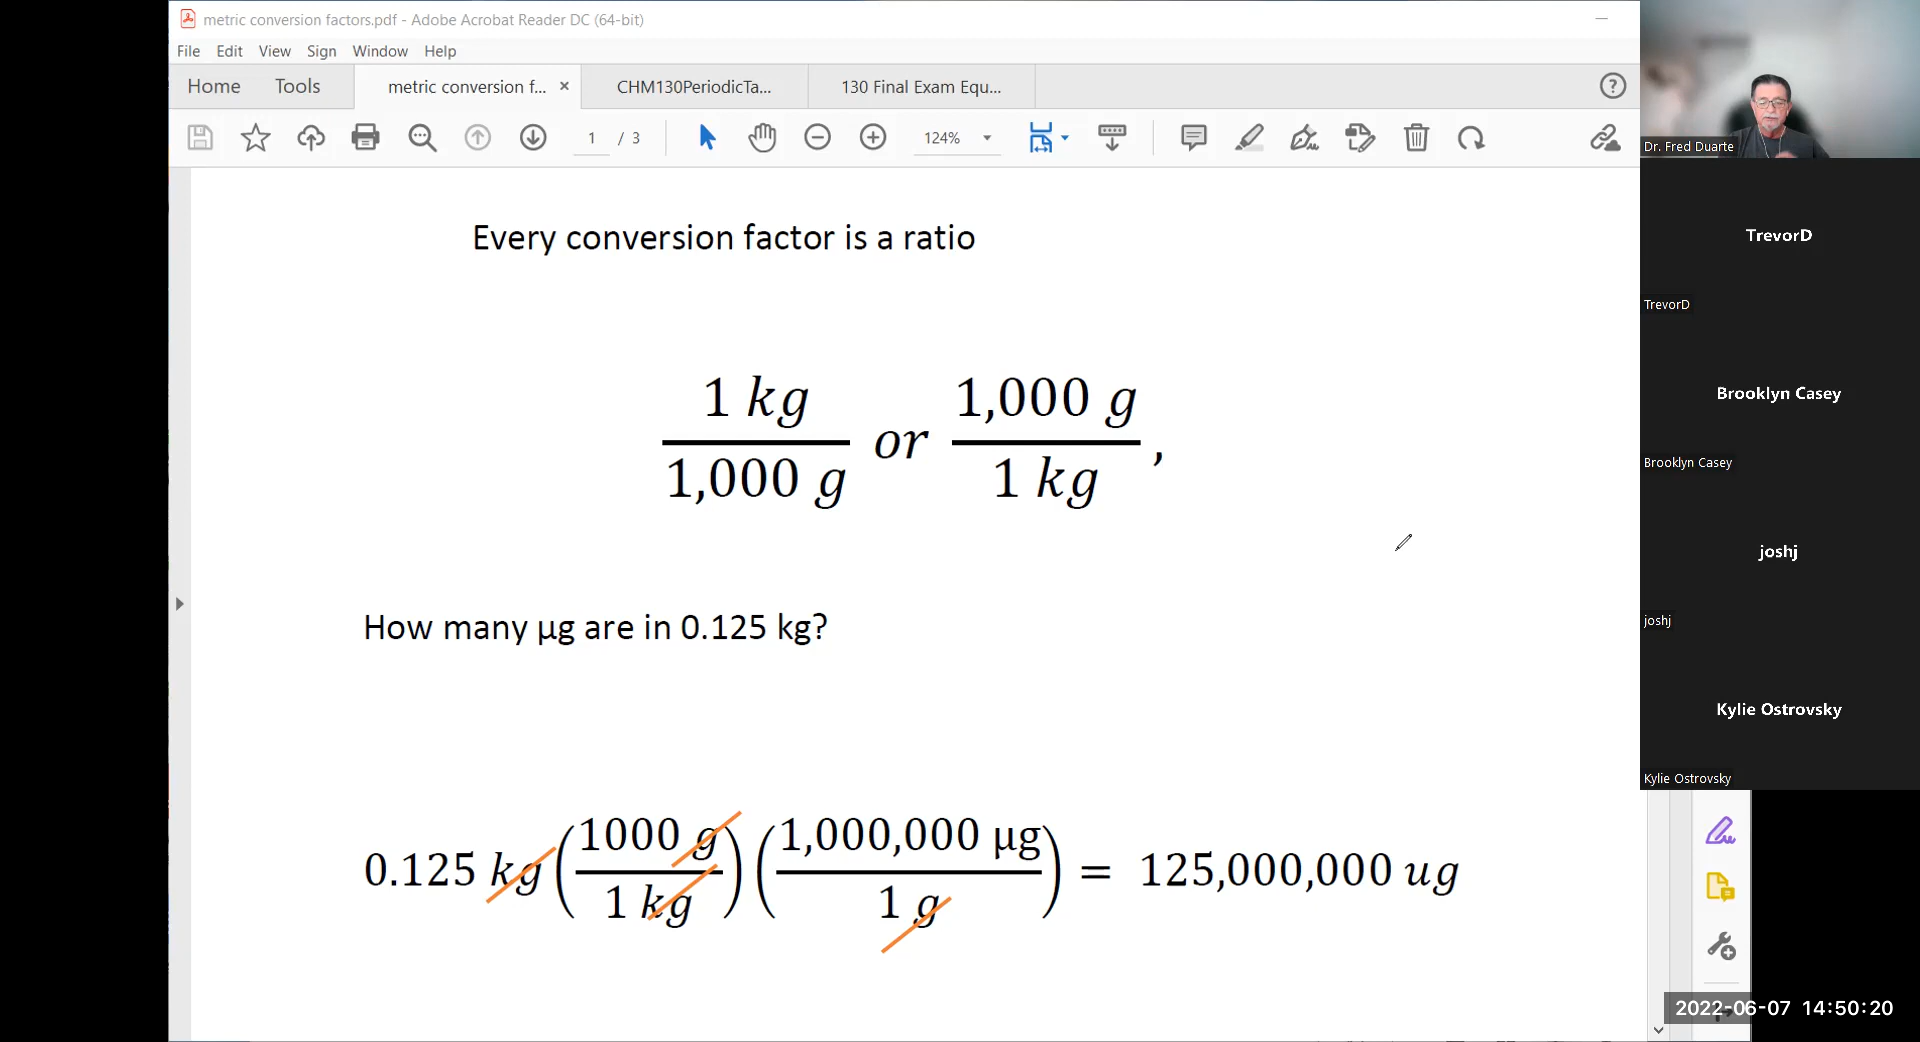 metric conversion factors.pdf - Adobe Acrobat Reader DC (64-bit)
File Edit View Sign Window Help
Home Tools metric conversion f... × CHM130PeriodicTa... 130 Final Exam Equ... ?
1 / 3 124%
Every conversion factor is a ratio
1 kg / 1,000 g or 1,000 g / 1 kg ,
How many µg are in 0.125 kg?
0.125 kg (1000 g / 1 kg) (1,000,000 µg / 1 g) = 125,000,000 ug
Dr. Fred Duarte
TrevorD
TrevorD
Brooklyn Casey
Brooklyn Casey
joshj
joshj
Kylie Ostrovsky
Kylie Ostrovsky
2022-06-07 14:50:20